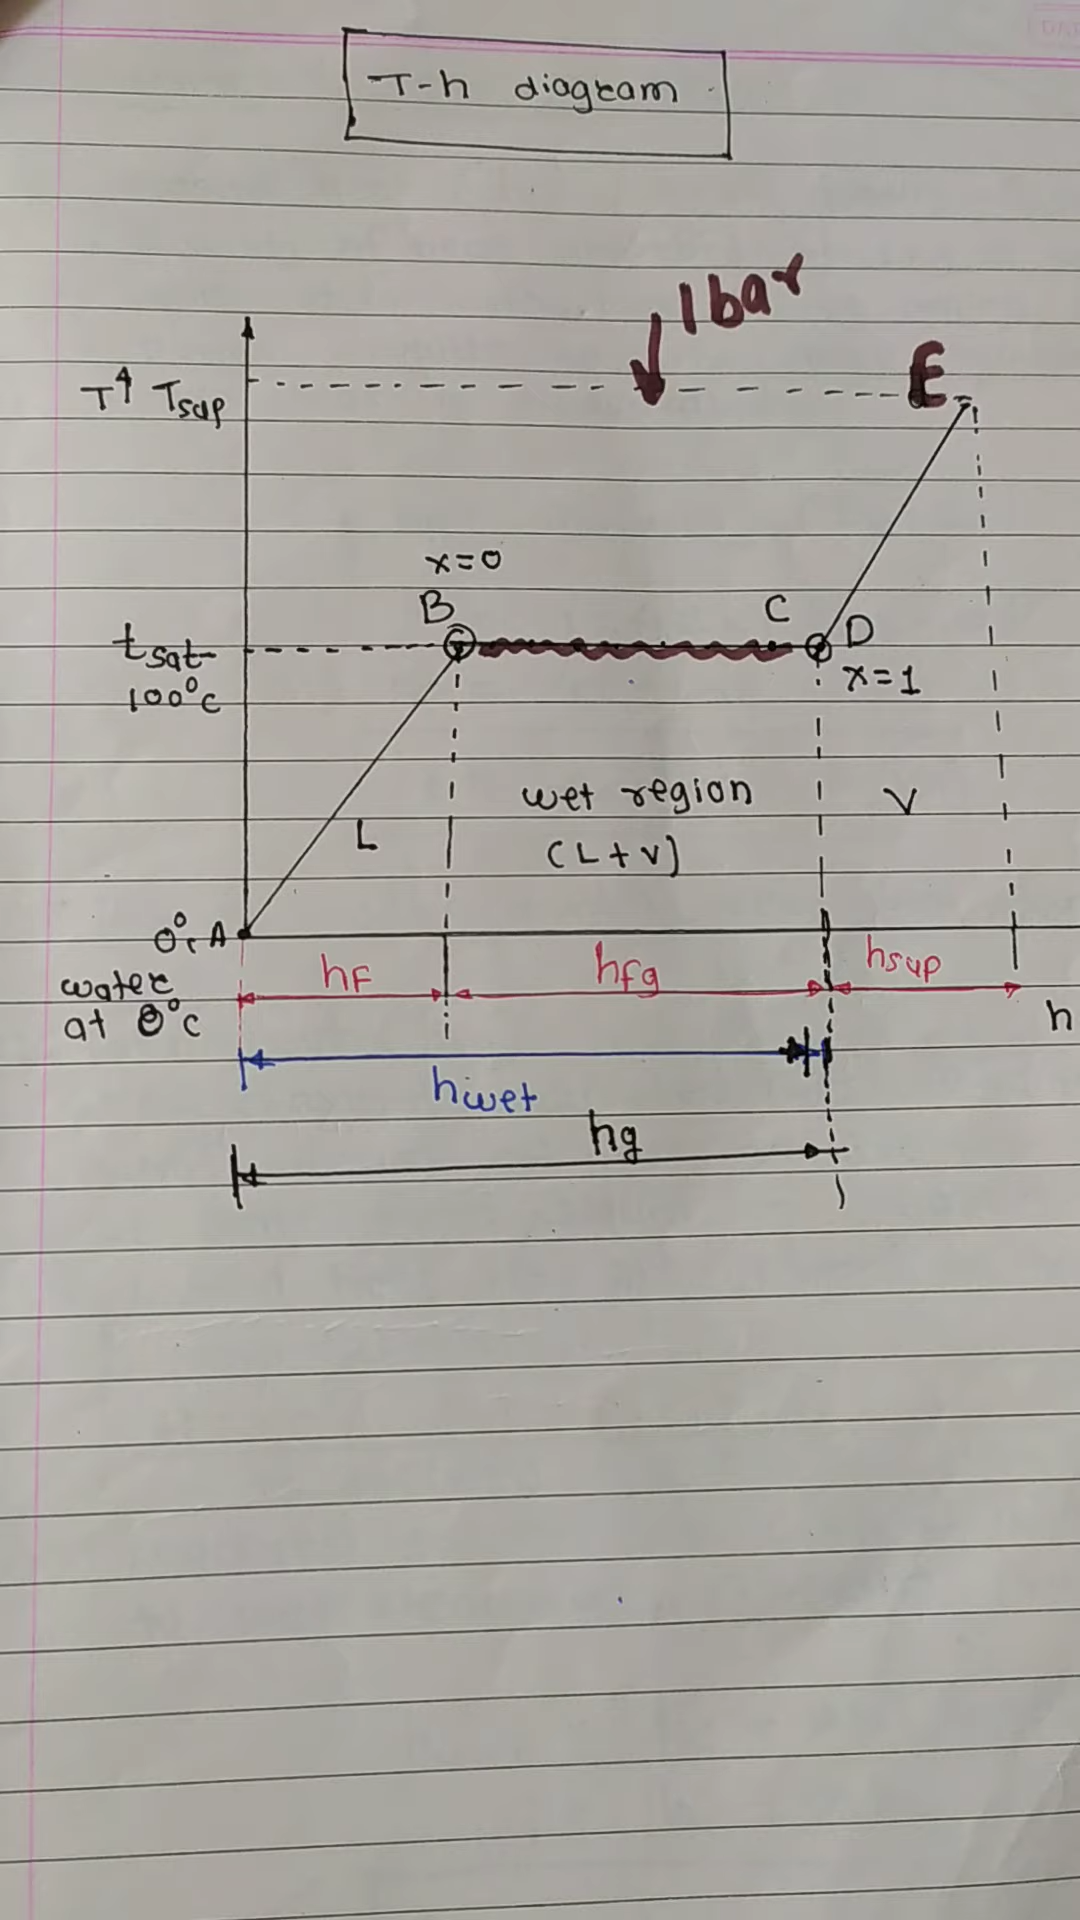 T-h diagram
1bar
T↑ Tsup
E
x=0
B
C
D
tsat-
100°C
x=1
wet region
V
L
(L+V)
0°, A
hF
hfg
hsup
water
at 0°C
h
hwet
hg